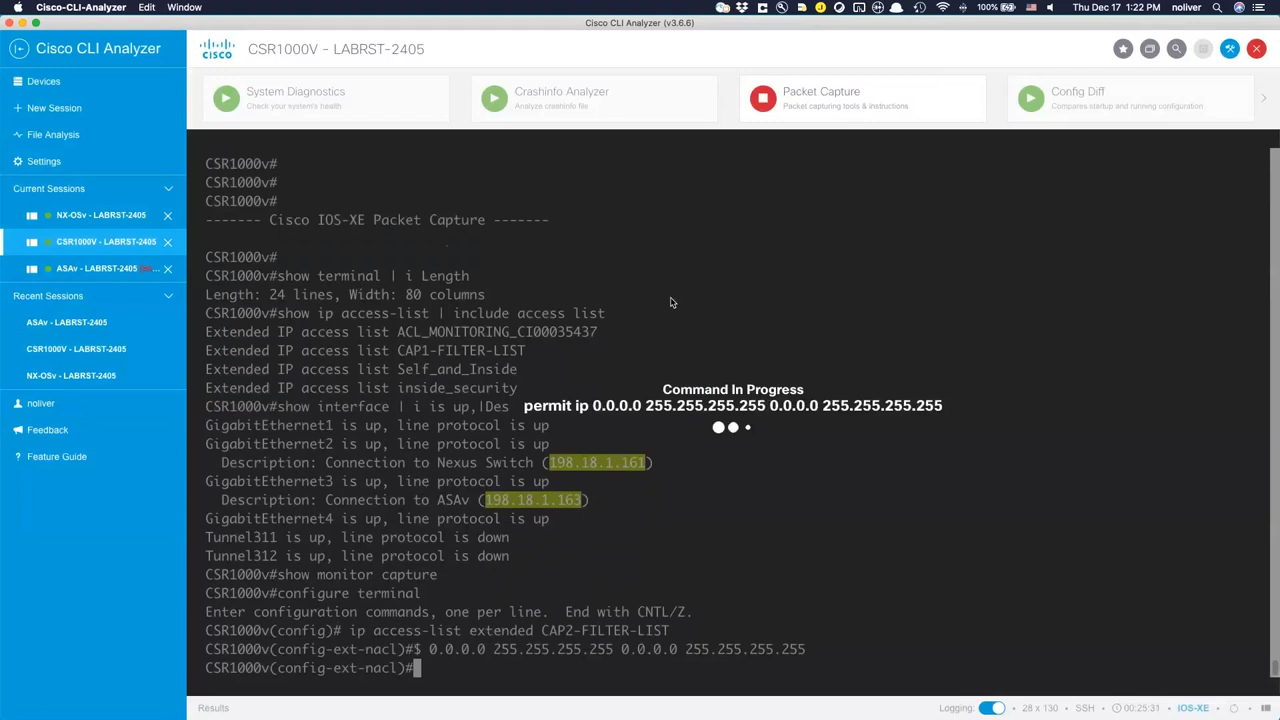 Cisco-CLI-Analyzer Edit Window
100% Thu Dec 17 1:22 PM noliver
Cisco CLI Analyzer (v3.6.6)
Cisco CLI Analyzer
Devices
New Session
File Analysis
Settings
Current Sessions
NX-OSv - LABRST-2405
CSR1000V - LABRST-2405
ASAv - LABRST-2405
Recent Sessions
ASAv - LABRST-2405
CSR1000V - LABRST-2405
NX-OSv - LABRST-2405
noliver
Feedback
Feature Guide
cisco
CSR1000V - LABRST-2405
System Diagnostics
Check your system's health
Crashinfo Analyzer
Analyze crashinfo file
Packet Capture
Packet capturing tools & instructions
Config Diff
Compares startup and running configuration
CSR1000v#
CSR1000v#
CSR1000v#
------- Cisco IOS-XE Packet Capture -------
CSR1000v#
CSR1000v#show terminal | i Length
Length: 24 lines, Width: 80 columns
CSR1000v#show ip access-list | include access list
Extended IP access list ACL_MONITORING_CI00035437
Extended IP access list CAP1-FILTER-LIST
Extended IP access list Self_and_Inside
Extended IP access list inside_security
CSR1000v#show interface | i is up,|Des
GigabitEthernet1 is up, line protocol is up
GigabitEthernet2 is up, line protocol is up
Description: Connection to Nexus Switch (198.18.1.161)
GigabitEthernet3 is up, line protocol is up
Description: Connection to ASAv (198.18.1.163)
GigabitEthernet4 is up, line protocol is up
Tunnel311 is up, line protocol is down
Tunnel312 is up, line protocol is down
CSR1000v#show monitor capture
CSR1000v#configure terminal
Enter configuration commands, one per line. End with CNTL/Z.
CSR1000v(config)# ip access-list extended CAP2-FILTER-LIST
CSR1000v(config-ext-nacl)#$ 0.0.0.0 255.255.255.255 0.0.0.0 255.255.255.255
CSR1000v(config-ext-nacl)#
Command In Progress
permit ip 0.0.0.0 255.255.255.255 0.0.0.0 255.255.255.255
Results
Logging: • 28 x 130 • SSH • 00:25:31 • IOS-XE •